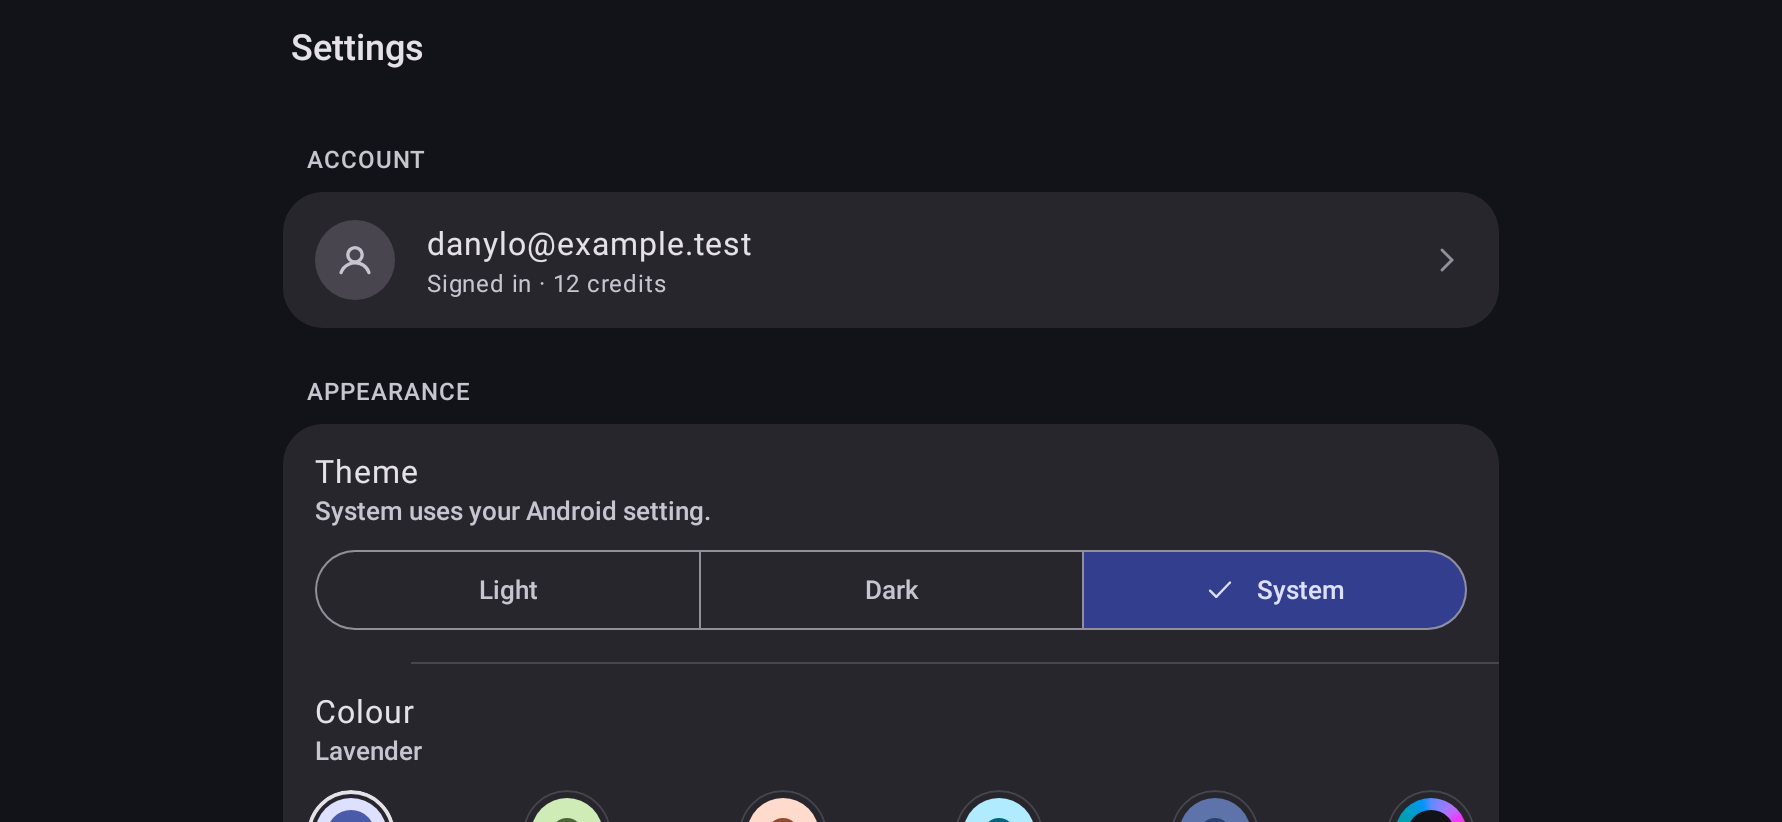 Settings
ACCOUNT
danylo@example.test
Signed in · 12 credits
APPEARANCE
Theme
System uses your Android setting.
Light
Dark
System
Colour
Lavender